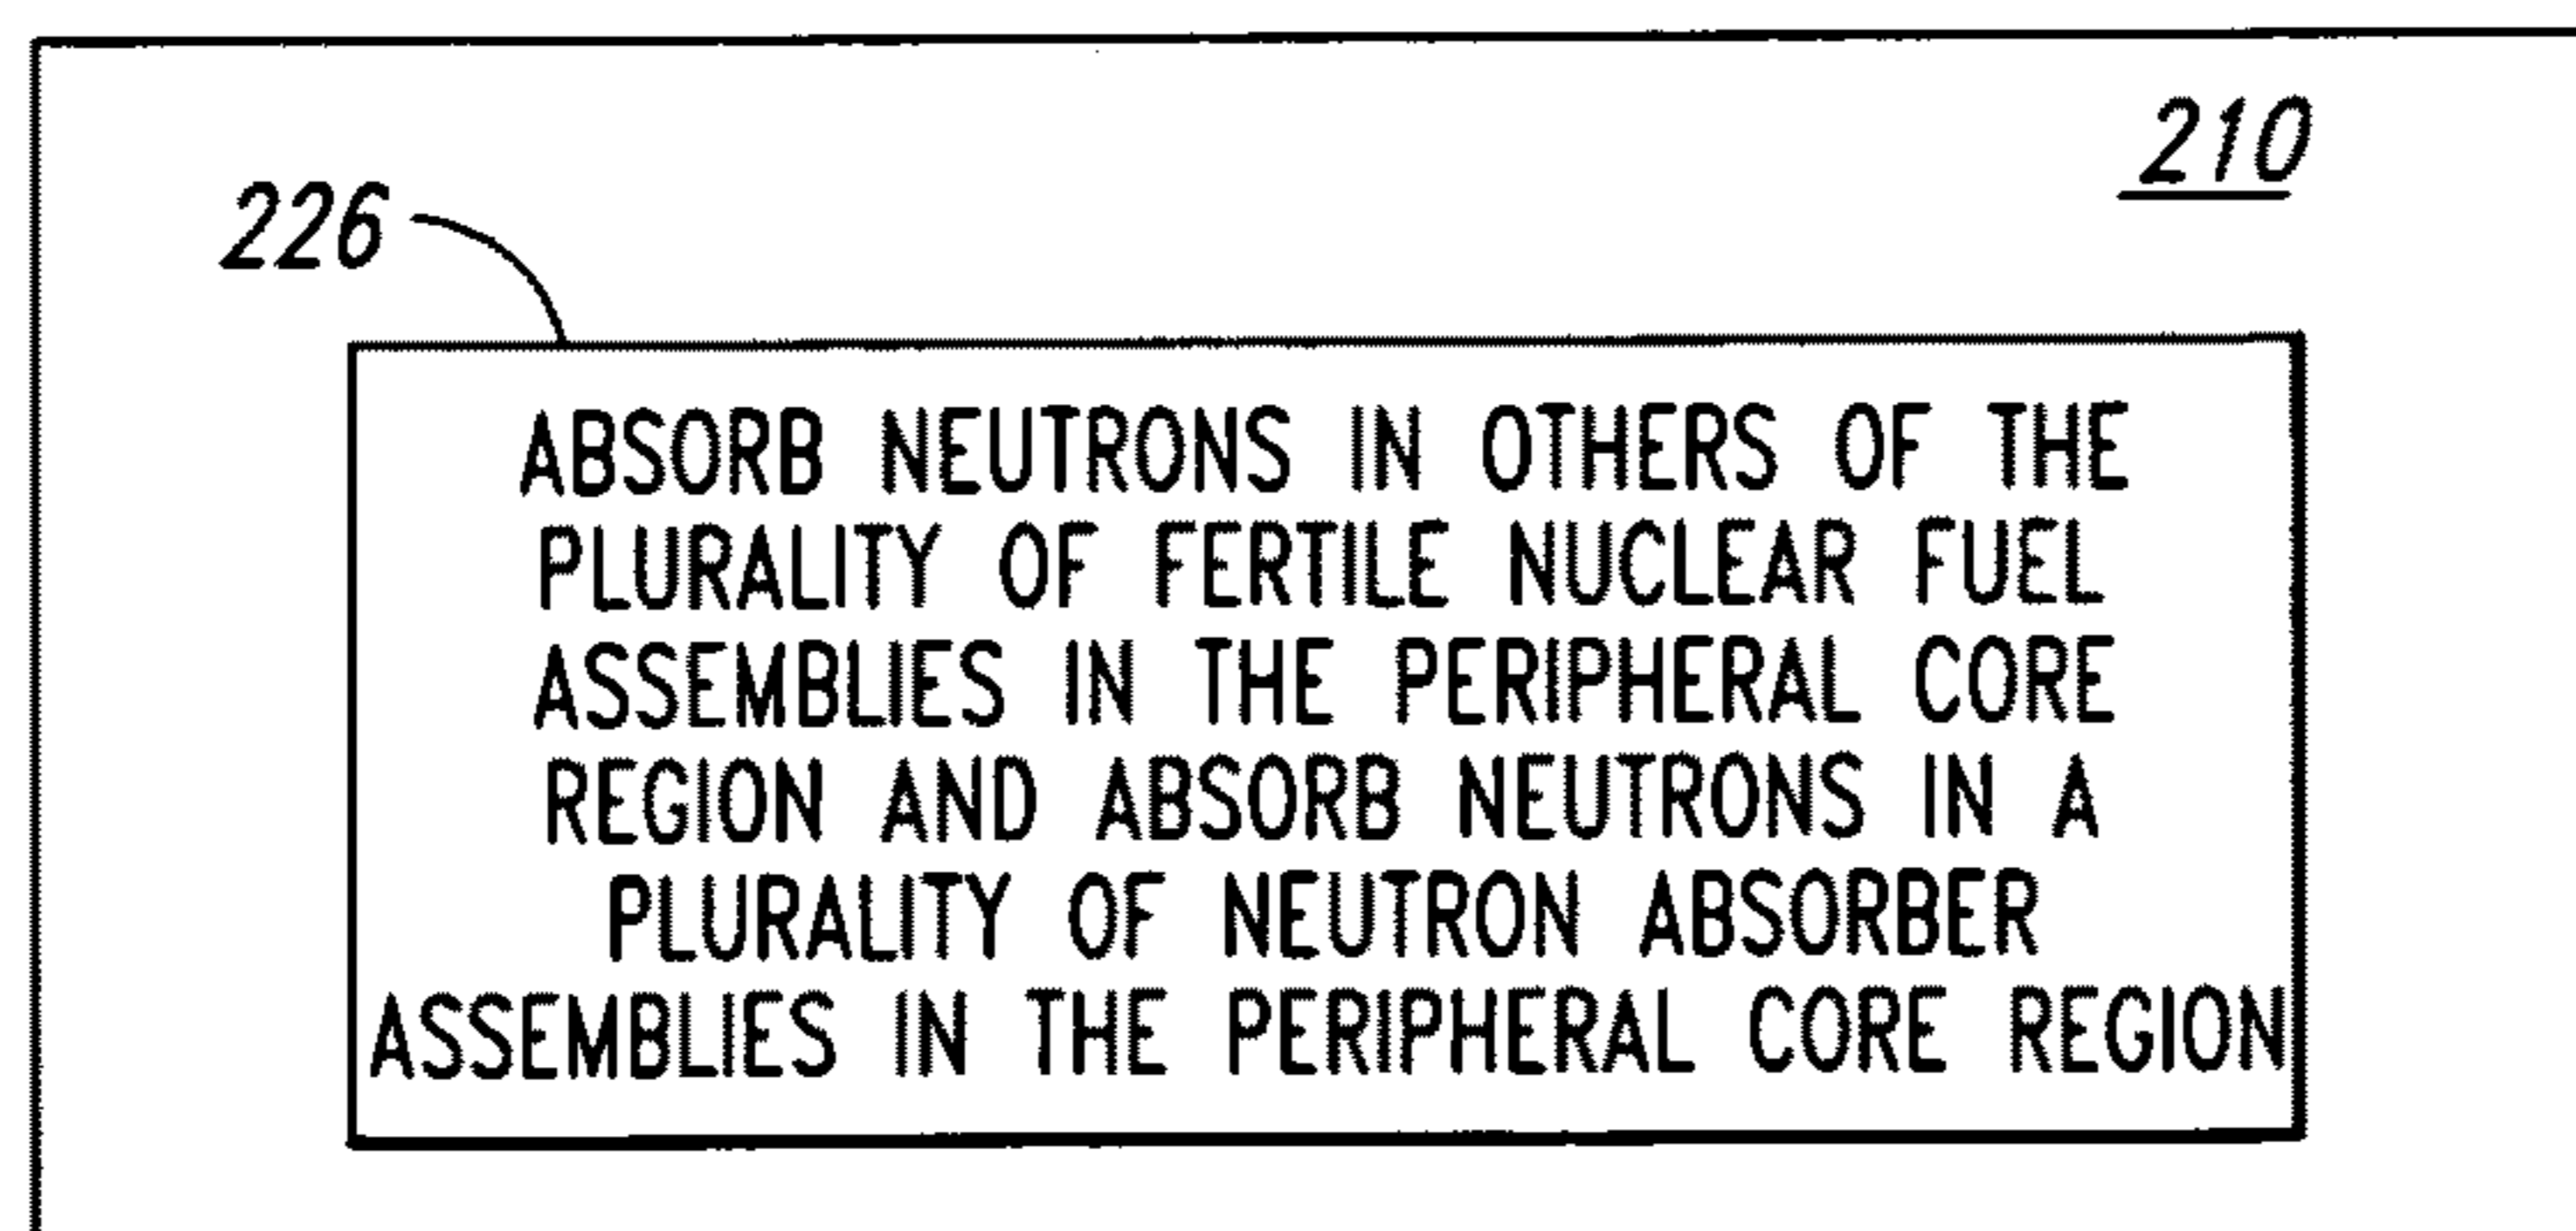 210
226
ABSORB NEUTRONS IN OTHERS OF THE
PLURALITY OF FERTILE NUCLEAR FUEL
ASSEMBLIES IN THE PERIPHERAL CORE
REGION AND ABSORB NEUTRONS IN A
PLURALITY OF NEUTRON ABSORBER
ASSEMBLIES IN THE PERIPHERAL CORE REGION